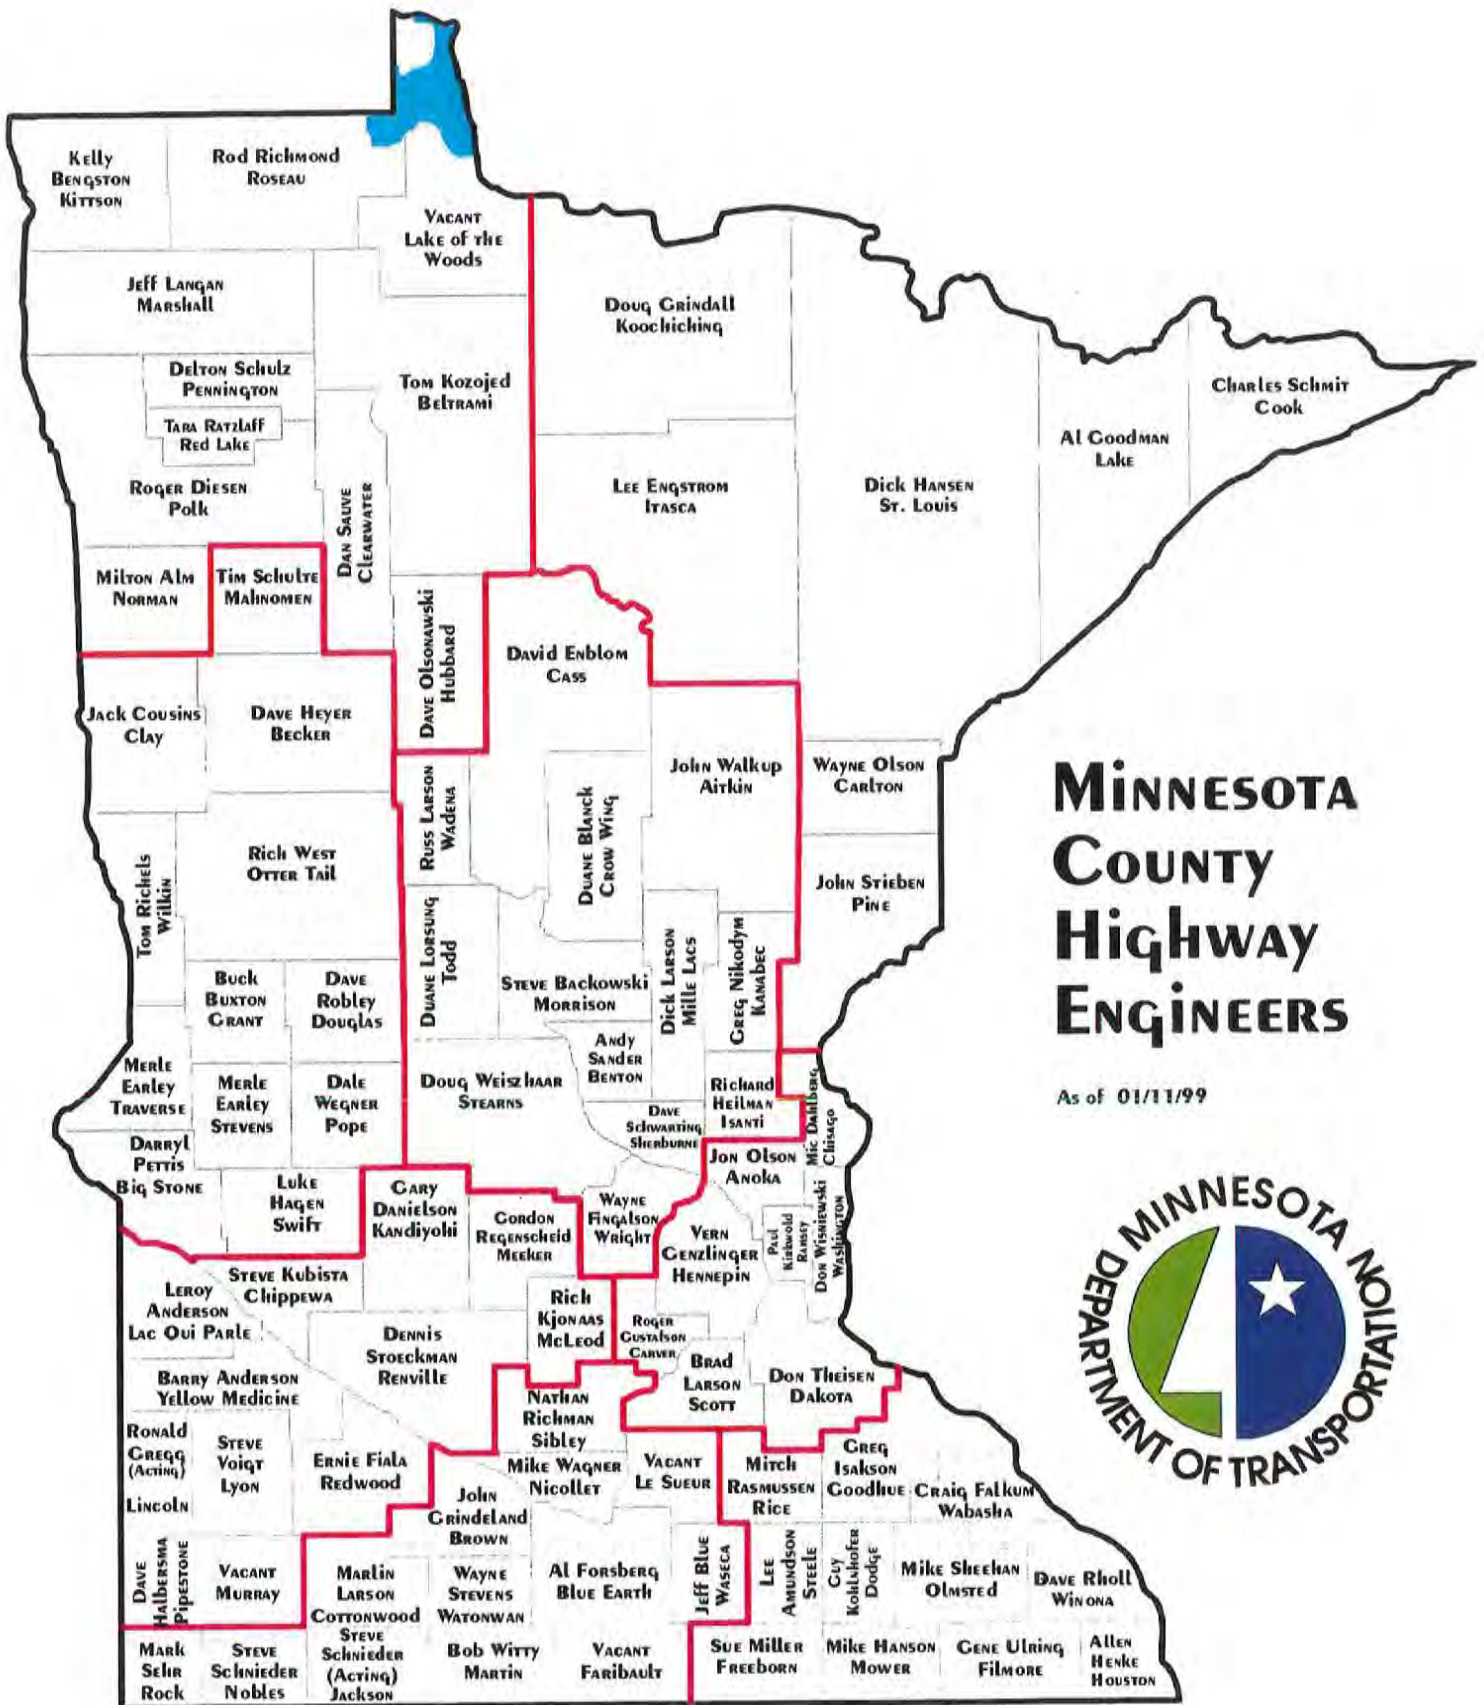 Kelly
Bengston
Kittson
Rod Richmond
Roseau
Vacant
Lake of the
Woods
Jeff Langan
Marshall
Doug Grindall
Koochiching
Delton Schulz
Pennington
Tom Kozojed
Beltrami
Charles Schmit
Cook
Tara Ratzlaff
Red Lake
Al Goodman
Lake
Roger Diesen
Polk
Lee Engstrom
Itasca
Dick Hansen
St. Louis
Dan Sauve
Clearwater
Milton Alm
Norman
Tim Schulte
Mahnomen
Dave Olsonawski
Hubbard
David Enblom
Cass
Jack Cousins
Clay
Dave Heyer
Becker
John Walkup
Aitkin
Wayne Olson
Carlton
Russ Larson
Wadena
Duane Blanck
Crow Wing
Minnesota
County
Highway
Engineers
As of 01/11/99
Rich West
Otter Tail
Tom Richels
Wilkin
John Stieben
Pine
Duane Lorsung
Todd
Steve Backowski
Morrison
Dick Larson
Mille Lacs
Greg Nikodym
Kanabec
Buck
Buxton
Grant
Dave
Robley
Douglas
Andy
Sander
Benton
Merle
Earley
Traverse
Merle
Earley
Stevens
Dale
Wegner
Pope
Doug Weiszhaar
Stearns
Dave
Schwarting
Sherburne
Richard
Heilman
Isanti
Mic Dahlberg
Chisago
Darryl
Pettis
Big Stone
Luke
Hagen
Swift
Gary
Danielson
Kandiyohi
Gordon
Regenscheid
Meeker
Wayne
Fingalson
Wright
Jon Olson
Anoka
Vern
Genzlinger
Hennepin
Paul
Kirkwold
Ramsey
Don Wisniewski
Washington
MINNESOTA
DEPARTMENT OF TRANSPORTATION
Leroy
Anderson
Lac Qui Parle
Steve Kubista
Chippewa
Rich
Kjonaas
McLeod
Roger
Gustafson
Carver
Dennis
Stoeckman
Renville
Brad
Larson
Scott
Don Theisen
Dakota
Barry Anderson
Yellow Medicine
Nathan
Richman
Sibley
Ronald
Gregg
(Acting)
Lincoln
Steve
Voigt
Lyon
Ernie Fiala
Redwood
Mike Wagner
Nicollet
Vacant
Le Sueur
Mitch
Rasmussen
Rice
Greg
Isakson
Goodhue
Craig Falkum
Wabasha
John
Grindeland
Brown
Dave
Halbersma
Pipestone
Vacant
Murray
Marlin
Larson
Cottonwood
Wayne
Stevens
Watonwan
Al Forsberg
Blue Earth
Jeff Blue
Waseca
Lee
Amundson
Steele
Guy
Kohlnhofer
Dodge
Mike Sheehan
Olmsted
Dave Rholl
Winona
Mark
Sehr
Rock
Steve
Schnieder
Nobles
Steve
Schnieder
(Acting)
Jackson
Bob Witty
Martin
Vacant
Faribault
Sue Miller
Freeborn
Mike Hanson
Mower
Gene Ulring
Filmore
Allen
Henke
Houston